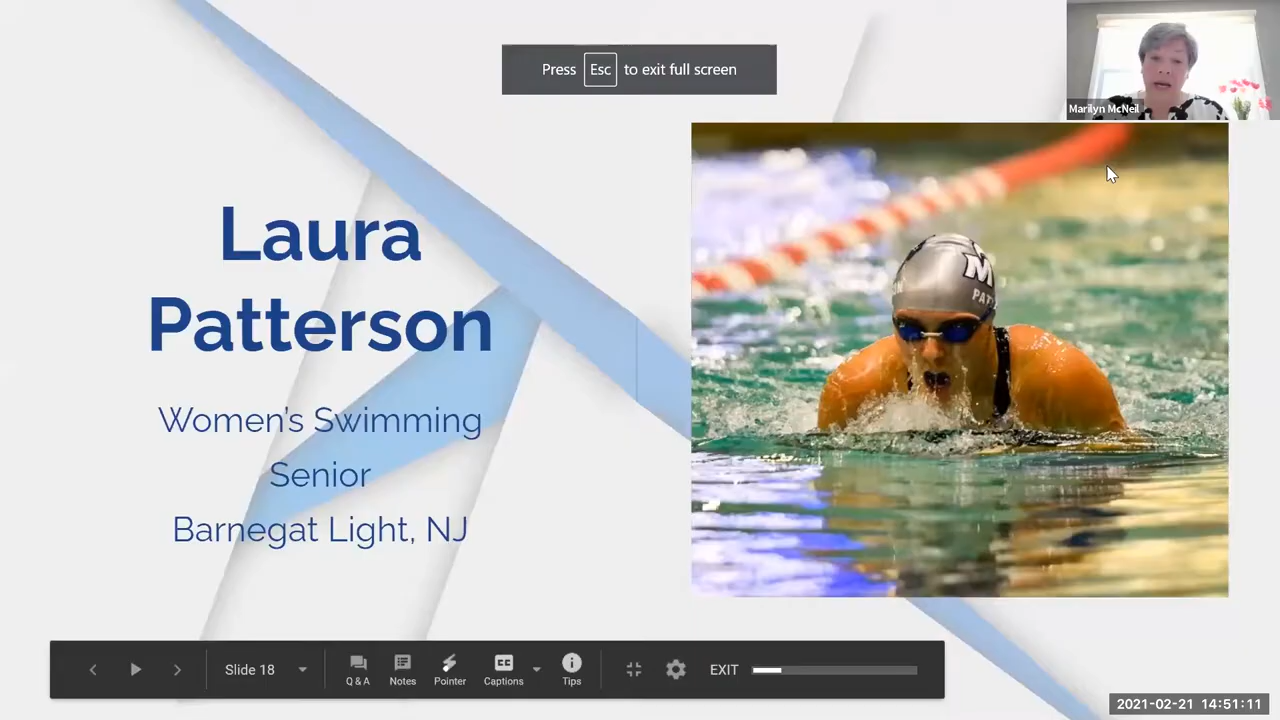 Press Esc to exit full screen
Marilyn McNeil
Laura
Patterson
Women's Swimming
Senior
Barnegat Light, NJ
M
Slide 18
Q & A
Notes
Pointer
CC
Captions
Tips
EXIT
2021-02-21 14:51:11